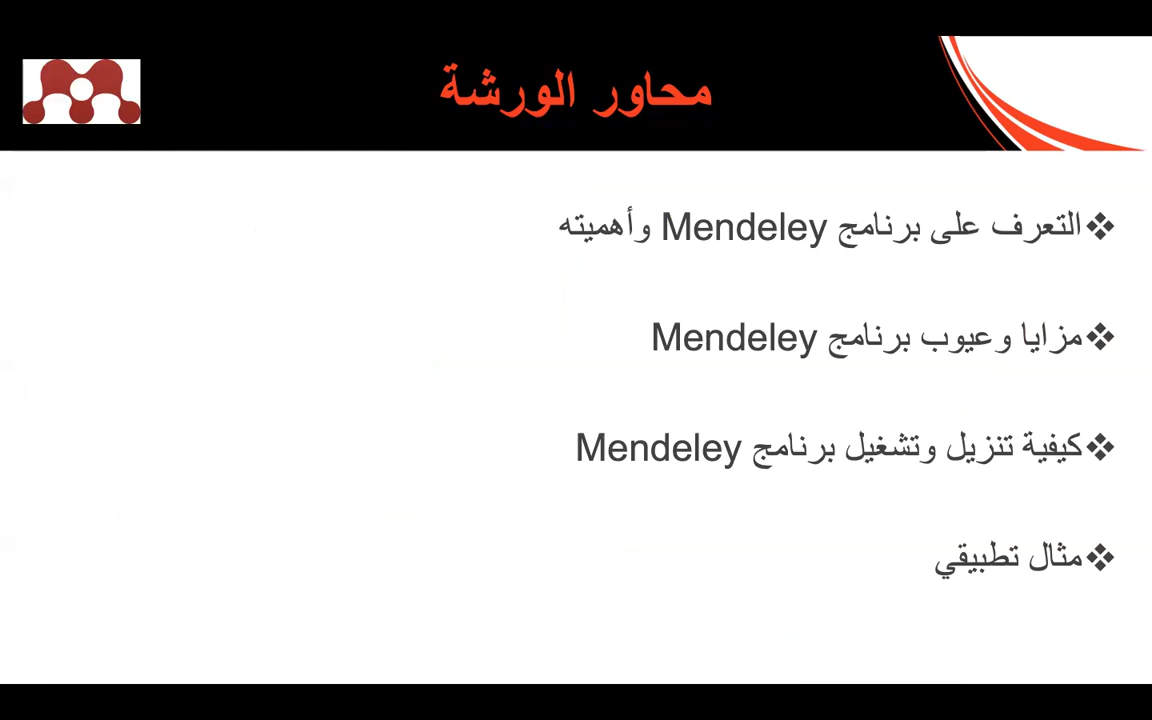 محاور الورشة
❖التعرف على برنامج Mendeley وأهميته
❖مزايا وعيوب برنامج Mendeley
❖كيفية تنزيل وتشغيل برنامج Mendeley
❖مثال تطبيقي